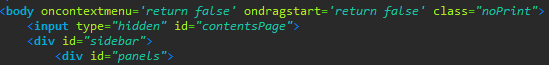 <body oncontextmenu='return false' ondragstart='return false' class="noPrint">
<input type="hidden" id="contentsPage">
<div id="sidebar">
<div id="panels">